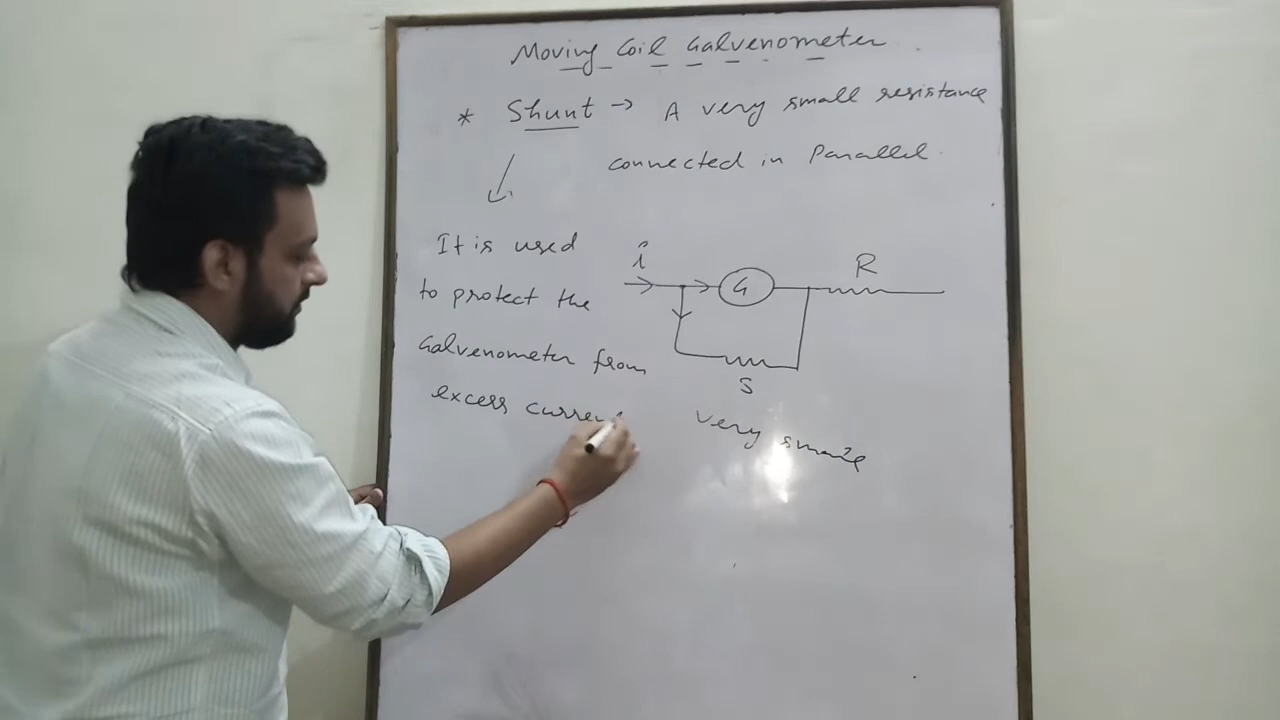 Moving Coil Galvenometer
* Shunt → A very small resistance
connected in Parallel.
↓
It is used
to protect the
Galvenometer from
excess curren
i
G
R
S
very small